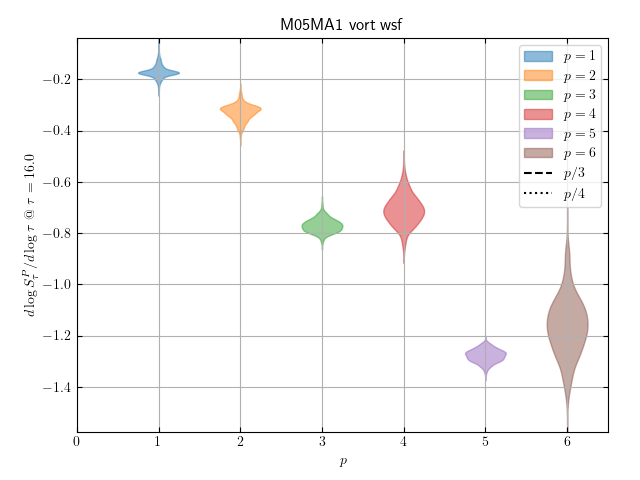 M05MA1 vort wsf
d log S_τ^P / d log τ @ τ = 16.0
−0.2
−0.4
−0.6
−0.8
−1.0
−1.2
−1.4
p = 1
p = 2
p = 3
p = 4
p = 5
p = 6
p/3
p/4
0 1 2 3 4 5 6
p